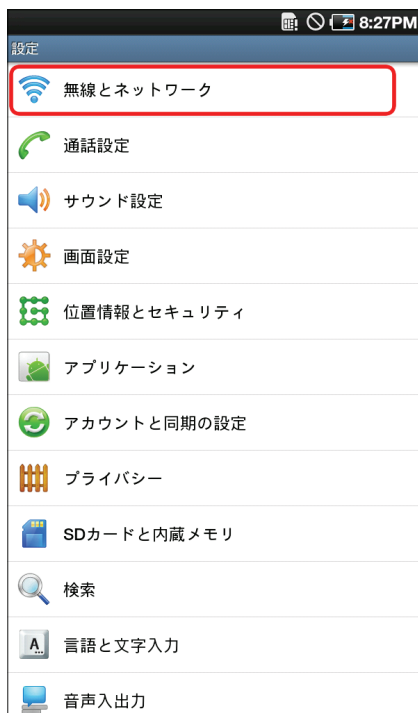 8:27PM
設定
無線とネットワーク
通話設定
サウンド設定
画面設定
位置情報とセキュリティ
アプリケーション
アカウントと同期の設定
プライバシー
SDカードと内蔵メモリ
検索
A
言語と文字入力
音声入出力